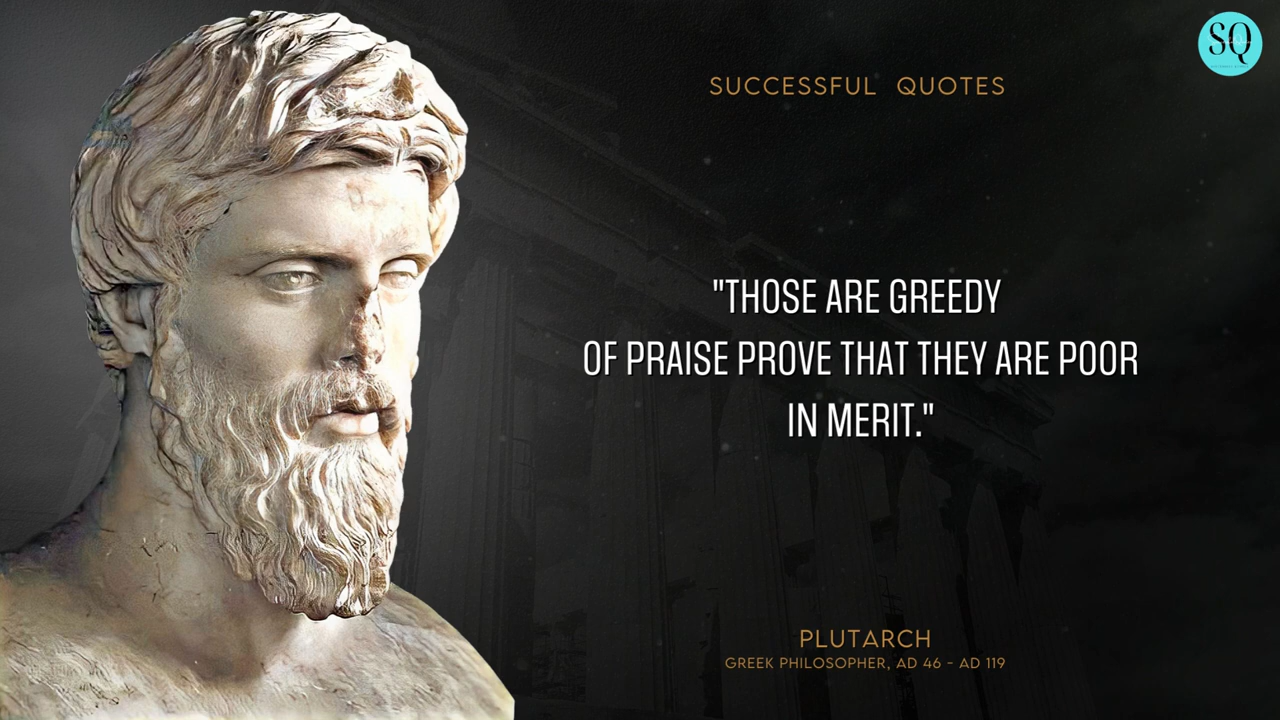 SQ
SUCCESSFUL QUOTES
"THOSE ARE GREEDY
OF PRAISE PROVE THAT THEY ARE POOR
IN MERIT."
PLUTARCH
GREEK PHILOSOPHER, AD 46 - AD 119